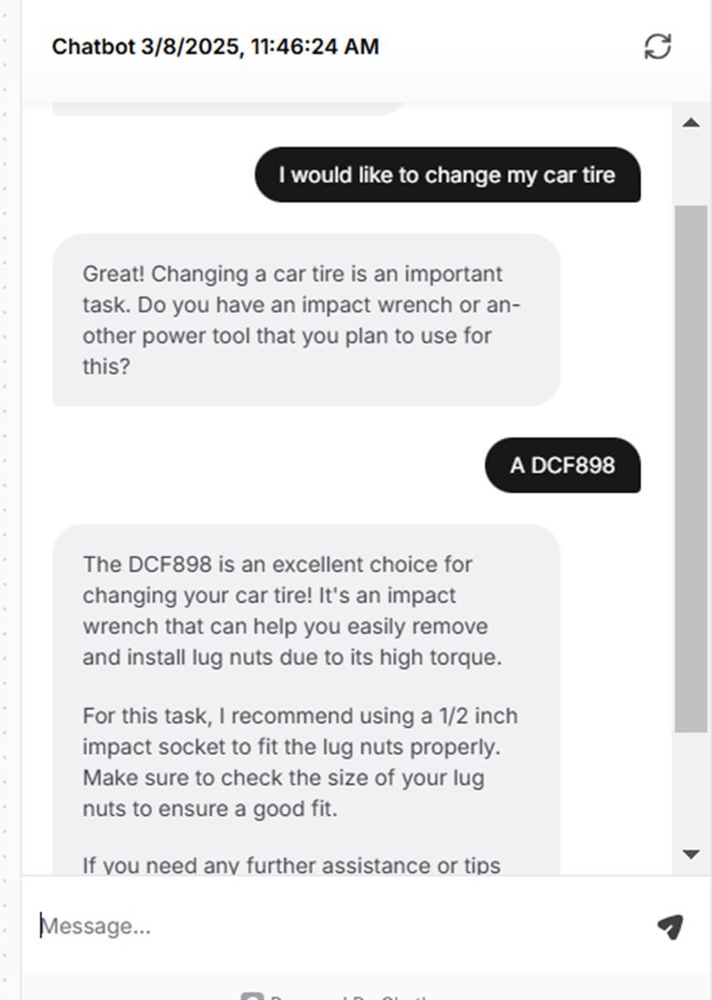 Chatbot 3/8/2025, 11:46:24 AM
I would like to change my car tire
Great! Changing a car tire is an important
task. Do you have an impact wrench or an-
other power tool that you plan to use for
this?
A DCF898
The DCF898 is an excellent choice for
changing your car tire! It's an impact
wrench that can help you easily remove
and install lug nuts due to its high torque.
For this task, I recommend using a 1/2 inch
impact socket to fit the lug nuts properly.
Make sure to check the size of your lug
nuts to ensure a good fit.
If you need any further assistance or tips
Message...